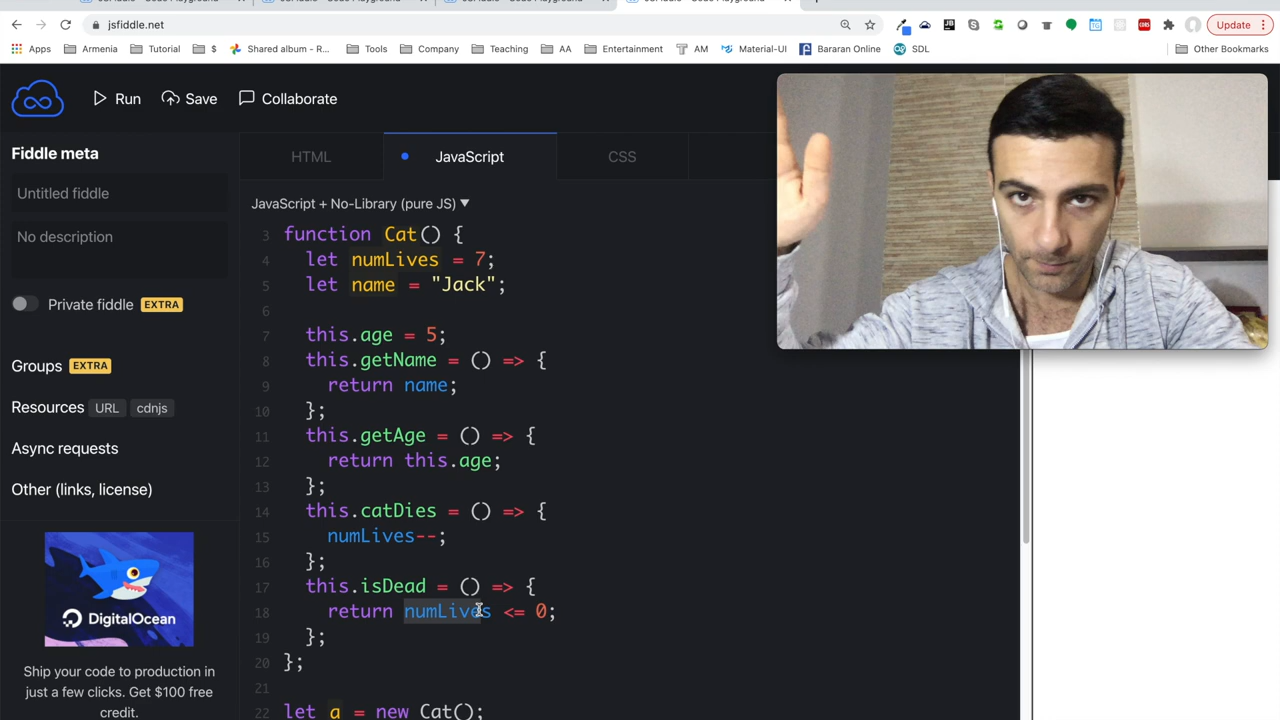 jsfiddle.net
Update
Apps
Armenia
Tutorial
$
Shared album - R...
Tools
Company
Teaching
AA
Entertainment
AM
Material-UI
Bararan Online
SDL
Other Bookmarks
Run
Save
Collaborate
Fiddle meta
Untitled fiddle
No description
Private fiddle EXTRA
Groups EXTRA
Resources URL cdnjs
Async requests
Other (links, license)
DigitalOcean
Ship your code to production in
just a few clicks. Get $100 free
credit.
HTML
JavaScript
CSS
JavaScript + No-Library (pure JS) ▼
3 function Cat() {
4 let numLives = 7;
5 let name = "Jack";
6
7 this.age = 5;
8 this.getName = () => {
9 return name;
10 };
11 this.getAge = () => {
12 return this.age;
13 };
14 this.catDies = () => {
15 numLives--;
16 };
17 this.isDead = () => {
18 return numLives <= 0;
19 };
20 };
21
22 let a = new Cat();